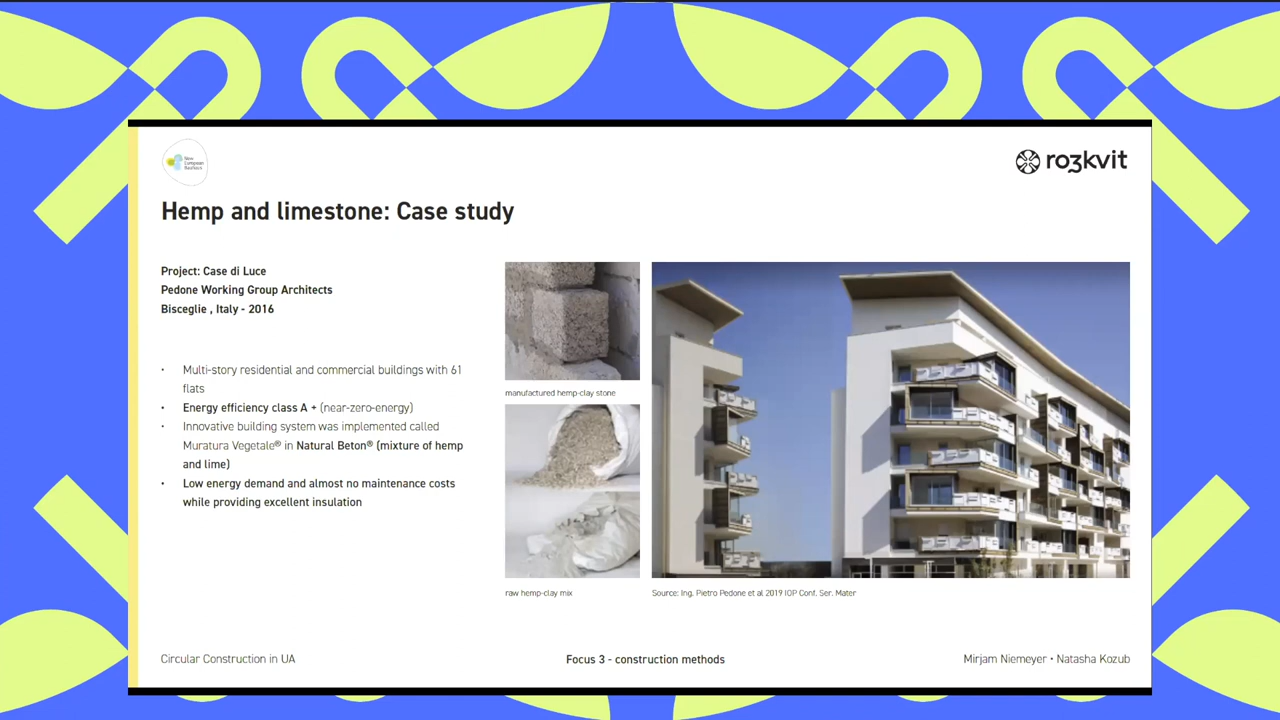 New
European
Bauhaus
ro3kvit
Hemp and limestone: Case study
Project: Case di Luce
Pedone Working Group Architects
Bisceglie , Italy - 2016
• Multi-story residential and commercial buildings with 61
flats
• Energy efficiency class A + (near-zero-energy)
• Innovative building system was implemented called
Muratura Vegetale® in Natural Beton® (mixture of hemp
and lime)
• Low energy demand and almost no maintenance costs
while providing excellent insulation
manufactured hemp-clay stone
raw hemp-clay mix
Source: Ing. Pietro Pedone et al 2019 IOP Conf. Ser. Mater
Circular Construction in UA
Focus 3 - construction methods
Mirjam Niemeyer • Natasha Kozub